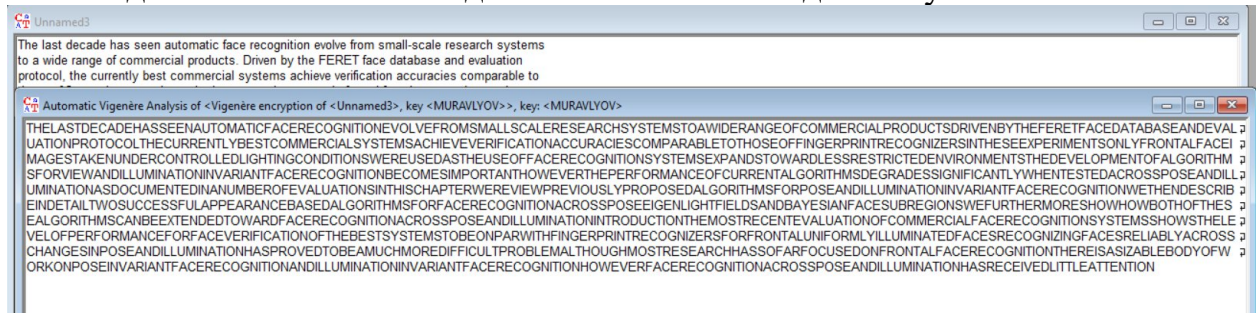 Unnamed3
The last decade has seen automatic face recognition evolve from small-scale research systems
to a wide range of commercial products. Driven by the FERET face database and evaluation
protocol, the currently best commercial systems achieve verification accuracies comparable to
Automatic Vigenère Analysis of <Vigenère encryption of <Unnamed3>, key <MURAVLYOV>>, key: <MURAVLYOV>
THELASTDECADEHASSEENAUTOMATICFACERECOGNITIONEVOLVEFROMSMALLSCALERESEARCHSYSTEMSTOAWIDERANGEOFCOMMERCIALPRODUCTSDRIVENBYTHEFERETFACEDATABASEANDEVAL
UATIONPROTOCOLTHECURRENTLYBESTCOMMERCIALSYSTEMSACHIEVEVERIFICATIONACCURACIESCOMPARABLETOTHOSEOFFINGERPRINTRECOGNIZERSINTHESEEXPERIMENTSONLYFRONTALFACEI
MAGESTAKENUNDERCONTROLLEDLIGHTINGCONDITIONSWEREUSEDASTHEUSEOFFACERECOGNITIONSYSTEMSEXPANDSTOWARDLESSRESTRICTEDENVIRONMENTSTHEDEVELOPMENTOFALGORITHM
SFORVIEWANDILLUMINATIONINVARIANTFACERECOGNITIONBECOMESIMPORTANTHOWEVERTHEPERFORMANCEOFCURRENTALGORITHMSDEGRADESSIGNIFICANTLYWHENTESTEDACROSSPOSEANDILL
UMINATIONASDOCUMENTEDINANUMBEROFEVALUATIONSINTHISCHAPTERWEREVIEWPREVIOUSLYPROPOSEDALGORITHMSFORPOSEANDILLUMINATIONINVARIANTFACERECOGNITIONWETHENDESCRIB
EINDETAILTWOSUCCESSFULAPPEARANCEBASEDALGORITHMSFORFACERECOGNITIONACROSSPOSEEIGENLIGHTFIELDSANDBAYESIANFACESUBREGIONSWEFURTHERMORESHOWHOWBOTHOFTHES
EALGORITHMSCANBEEXTENDEDTOWARDFACERECOGNITIONACROSSPOSEANDILLUMINATIONINTRODUCTIONTHEMOSTRECENTEVALUATIONOFCOMMERCIALFACERECOGNITIONSYSTEMSSHOWSTHELE
VELOFPERFORMANCEFORFACEVERIFICATIONOFTHEBESTSYSTEMSTOBEONPARWITHFINGERPRINTRECOGNIZERSFORFRONTALUNIFORMLYILLUMINATEDFACESRECOGNIZINGFACESRELIABLYACROSS
CHANGESINPOSEANDILLUMINATIONHASPROVEDTOBEAMUCHMOREDIFFICULTPROBLEMALTHOUGHMOSTRESEARCHHASSOFARFOCUSEDONFRONTALFACERECOGNITIONTHEREISASIZABLEBODYOFW
ORKONPOSEINVARIANTFACERECOGNITIONANDILLUMINATIONINVARIANTFACERECOGNITIONHOWEVERFACERECOGNITIONACROSSPOSEANDILLUMINATIONHASRECEIVEDLITTLEATTENTION